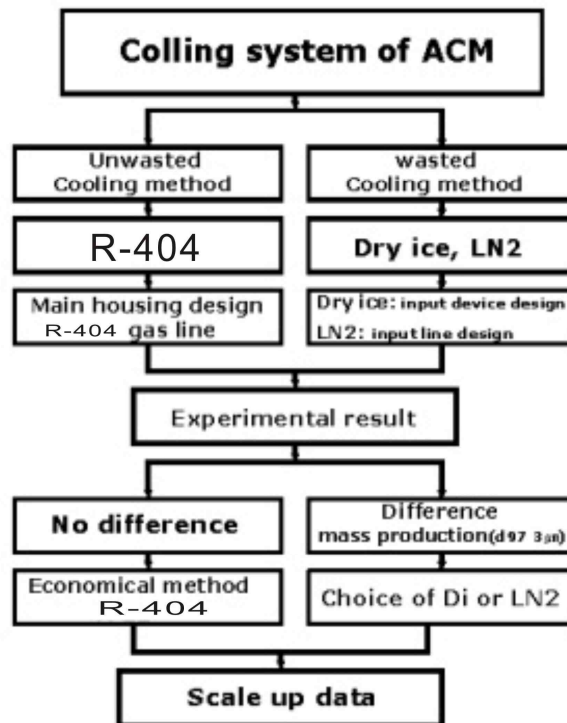 Colling system of ACM
Unwasted
Cooling method
wasted
Cooling method
R-404
Dry ice, LN2
Main housing design
R-404 gas line
Dry ice: input device design
LN2: input line design
Experimental result
No difference
Difference
mass production(d97 3㎛)
Economical method
R-404
Choice of Di or LN2
Scale up data